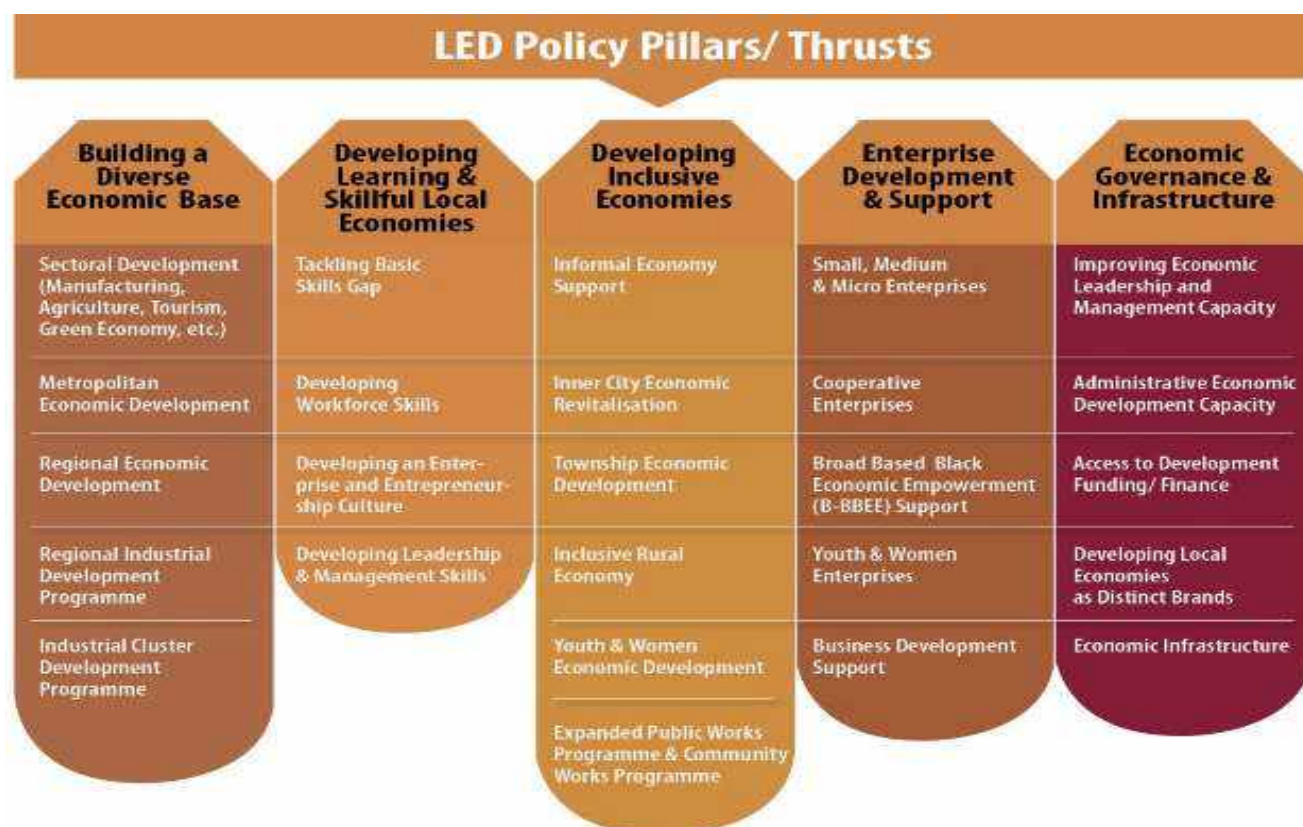 LED Policy Pillars/ Thrusts
Building a
Diverse
Economic Base
Sectoral Development
(Manufacturing,
Agriculture, Tourism,
Green Economy, etc.)
Metropolitan
Economic Development
Regional Economic
Development
Regional Industrial
Development
Programme
Industrial Cluster
Development
Programme
Developing
Learning &
Skillful Local
Economies
Tackling Basic
Skills Gap
Developing
Workforce Skills
Developing an Enter-
prise and Entrepreneur-
ship Culture
Developing Leadership
& Management Skills
Developing
Inclusive
Economies
Informal Economy
Support
Inner City Economic
Revitalisation
Township Economic
Development
Inclusive Rural
Economy
Youth & Women
Economic Development
Expanded Public Works
Programme & Community
Works Programme
Enterprise
Development
& Support
Small, Medium
& Micro Enterprises
Cooperative
Enterprises
Broad Based Black
Economic Empowerment
(B-BBEE) Support
Youth & Women
Enterprises
Business Development
Support
Economic
Governance &
Infrastructure
Improving Economic
Leadership and
Management Capacity
Administrative Economic
Development Capacity
Access to Development
Funding/ Finance
Developing Local
Economies
as Distinct Brands
Economic Infrastructure